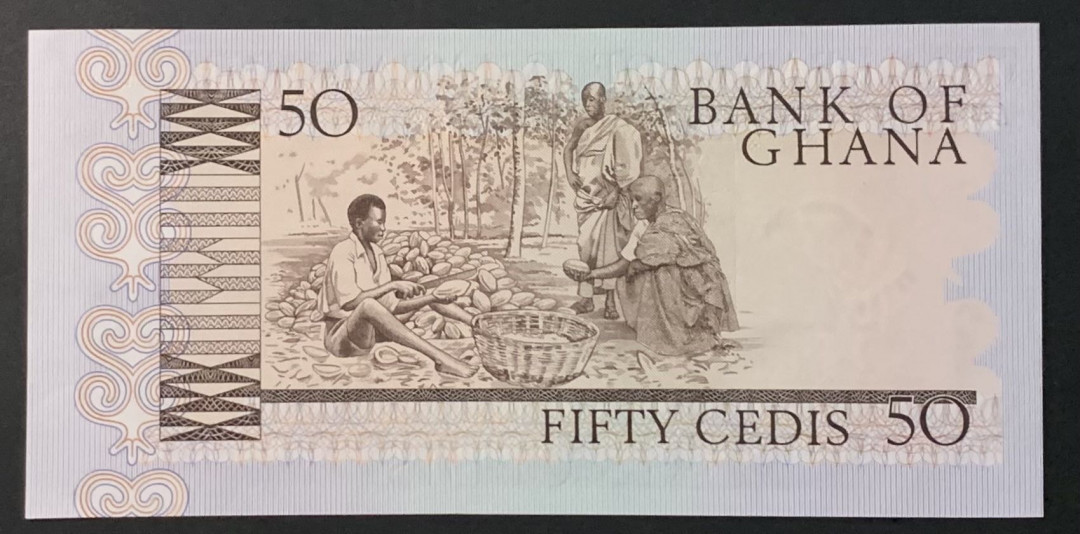 50
BANK OF
GHANA
FIFTY CEDIS 50